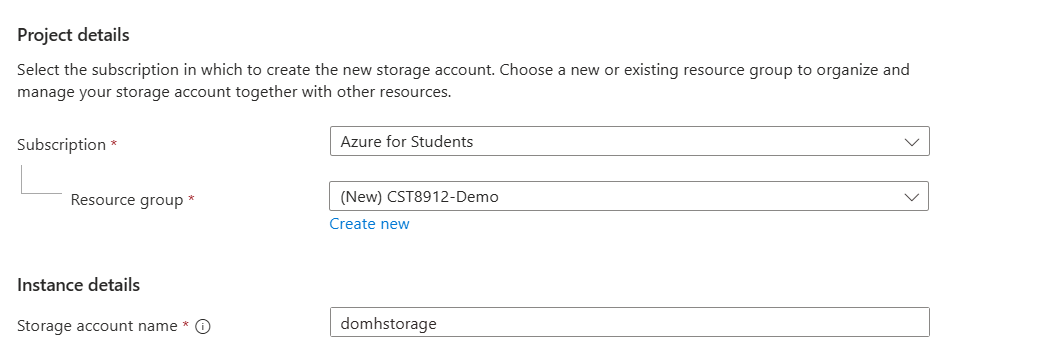 Project details
Select the subscription in which to create the new storage account. Choose a new or existing resource group to organize and
manage your storage account together with other resources.
Subscription *
Azure for Students
Resource group *
(New) CST8912-Demo
Create new
Instance details
Storage account name *
domhstorage